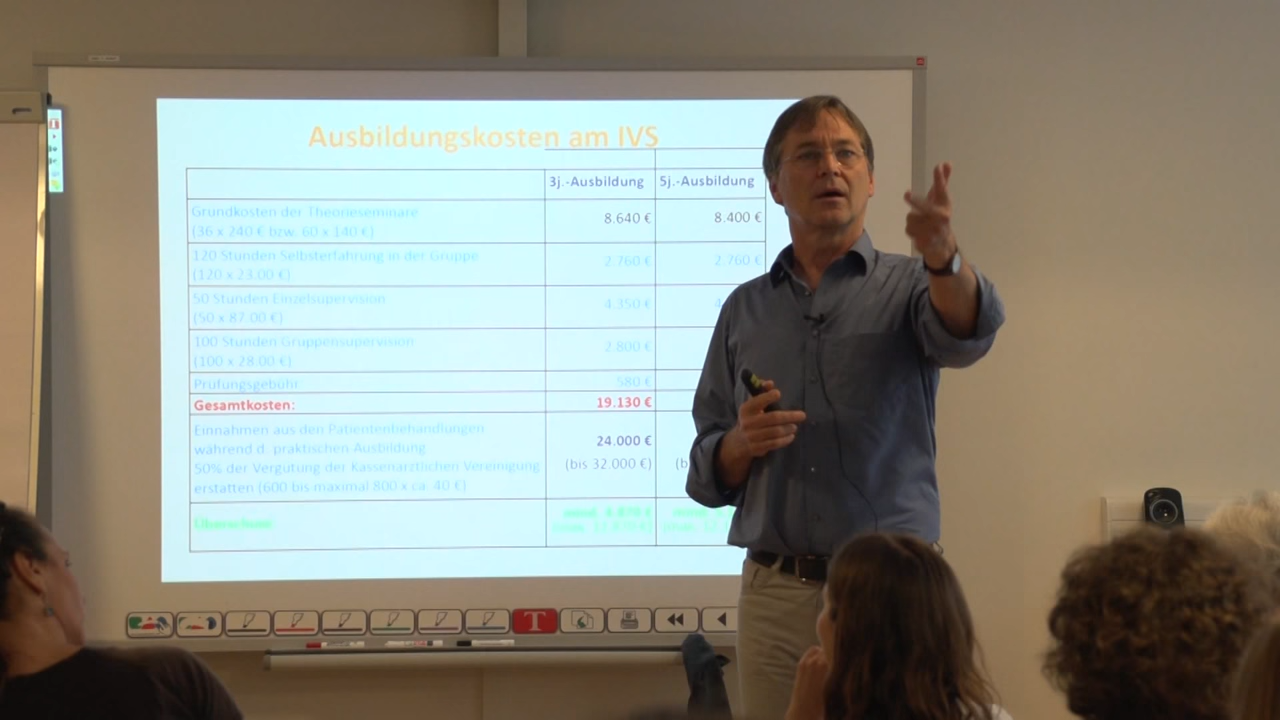 Ausbildungskosten am IVS
3j.-Ausbildung 5j.-Ausbildung
Grundkosten der Theorieseminare
(36 x 240 € bzw. 60 x 140 €) 8.640 € 8.400 €
120 Stunden Selbsterfahrung in der Gruppe
(120 x 23.00 €) 2.760 € 2.760 €
50 Stunden Einzelsupervision
(50 x 87.00 €) 4.350 €
100 Stunden Gruppensupervision
(100 x 28.00 €) 2.800 €
Prüfungsgebühr: 580 €
Gesamtkosten: 19.130 €
Einnahmen aus den Patientenbehandlungen
während d. praktischen Ausbildung 24.000 €
50% der Vergütung der Kassenärztlichen Vereinigung (bis 32.000 €)
erstatten (600 bis maximal 800 x ca. 40 €)
Überschuss:
T